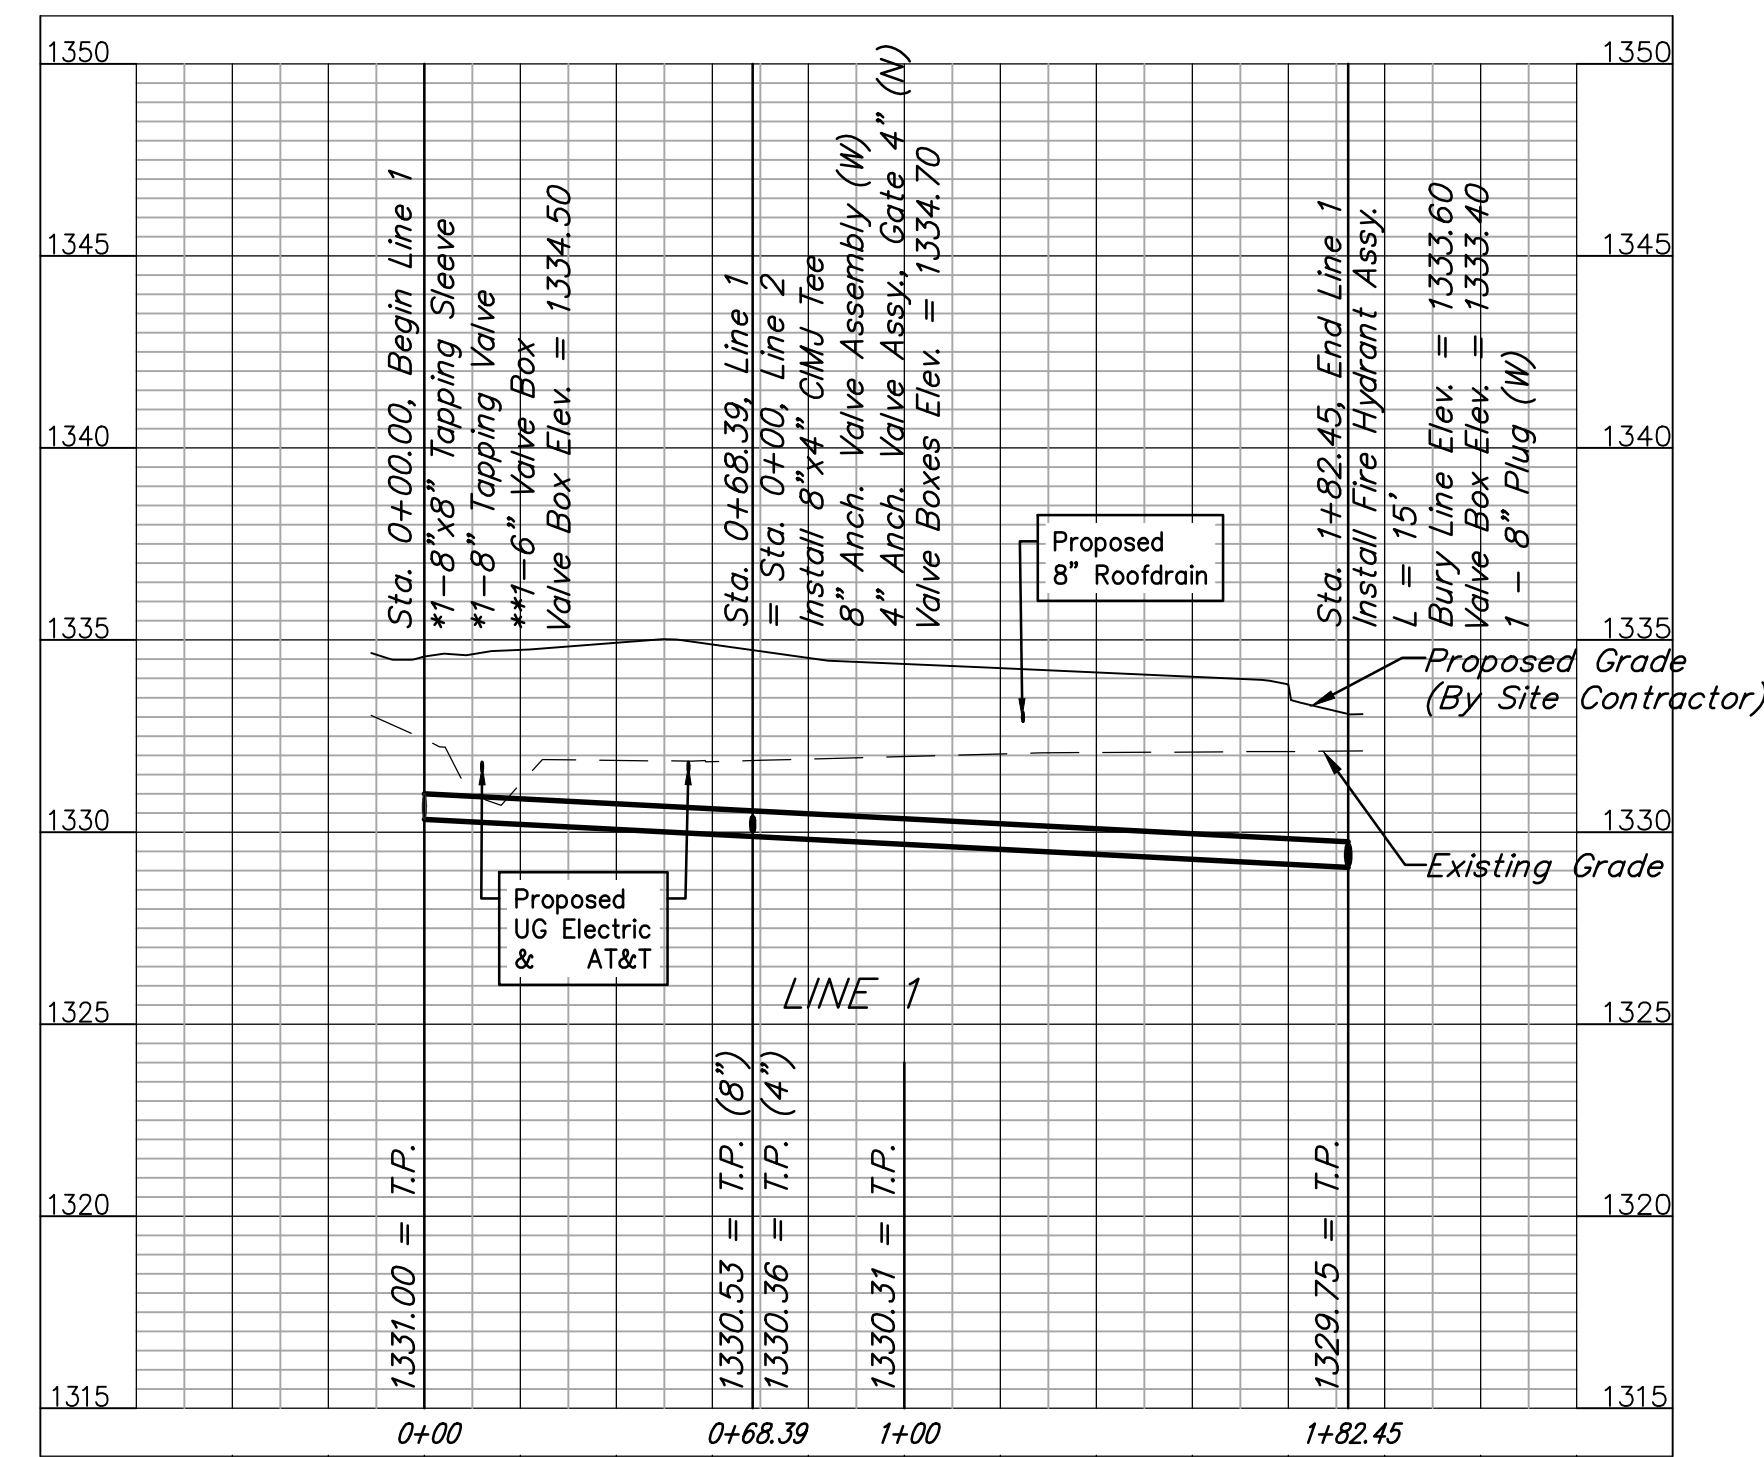 1350
1350
1345
1345
1340
1340
1335
1335
1330
1330
1325
1325
1320
1320
1315
1315
Sta. 0+00.00, Begin Line 1
*1-8"x8" Tapping Sleeve
*1-8" Tapping Valve
**1-6" Valve Box
Valve Box Elev. = 1334.50
Sta. 0+68.39, Line 1
= Sta. 0+00, Line 2
Install 8"x4" CIMJ Tee
8" Anch. Valve Assembly (W)
4" Anch. Valve Assy., Gate 4" (N)
Valve Boxes Elev. = 1334.70
Sta. 1+82.45, End Line 1
Install Fire Hydrant Assy.
L = 15'
Bury Line Elev. = 1333.60
Valve Box Elev. = 1333.40
1 - 8" Plug (W)
Proposed
8" Roofdrain
Proposed Grade
(By Site Contractor)
Existing Grade
Proposed
UG Electric
& AT&T
LINE 1
1331.00 = T.P.
1330.53 = T.P. (8")
1330.36 = T.P. (4")
1330.31 = T.P.
1329.75 = T.P.
0+00
0+68.39
1+00
1+82.45